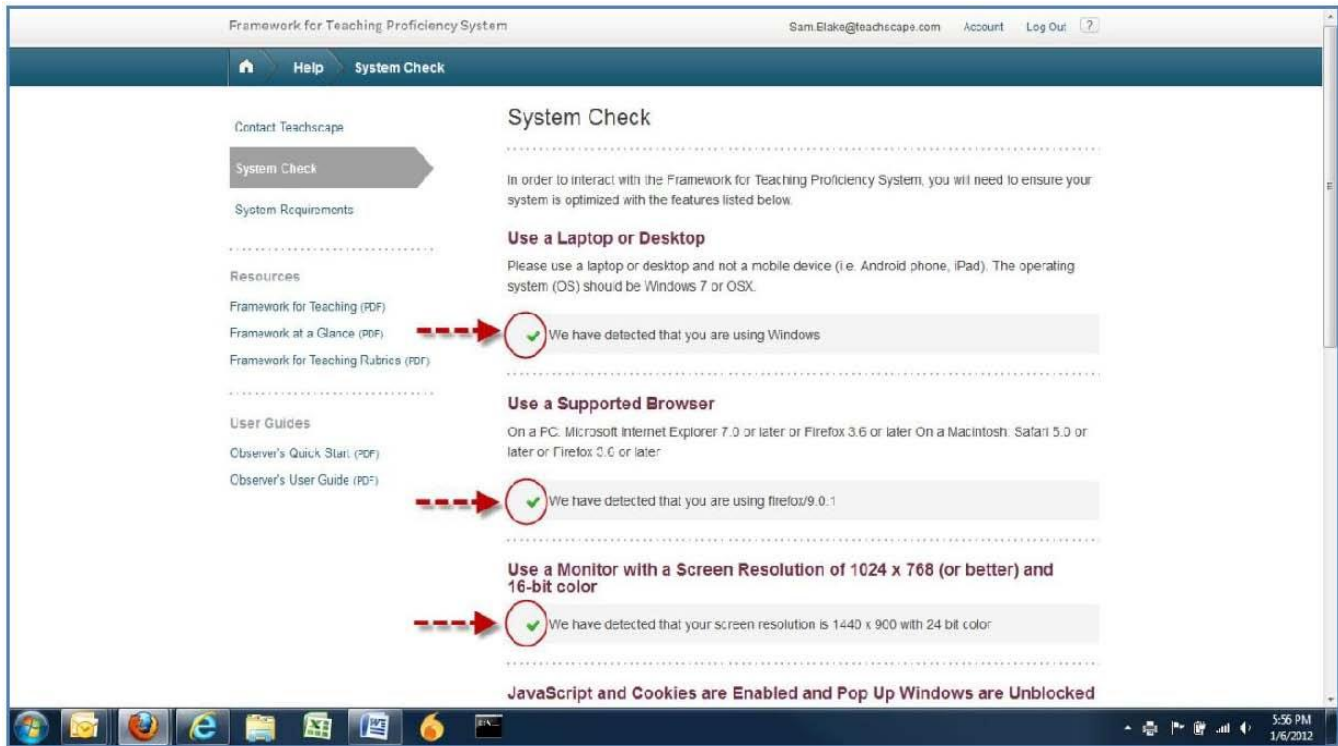 Framework for Teaching Proficiency System
Sam.Blake@teachscape.com Account Log Out ?
Help System Check
Contact Teachscape
System Check
System Requirements
Resources
Framework for Teaching (PDF)
Framework at a Glance (PDF)
Framework for Teaching Rubrics (PDF)
User Guides
Observer's Quick Start (PDF)
Observer's User Guide (PDF)
System Check
In order to interact with the Framework for Teaching Proficiency System, you will need to ensure your
system is optimized with the features listed below.
Use a Laptop or Desktop
Please use a laptop or desktop and not a mobile device (i.e. Android phone, iPad). The operating
system (OS) should be Windows 7 or OSX.
We have detected that you are using Windows
Use a Supported Browser
On a PC: Microsoft Internet Explorer 7.0 or later or Firefox 3.6 or later On a Macintosh: Safari 5.0 or
later or Firefox 3.6 or later
We have detected that you are using firefox/9.0.1
Use a Monitor with a Screen Resolution of 1024 x 768 (or better) and
16-bit color
We have detected that your screen resolution is 1440 x 900 with 24 bit color
JavaScript and Cookies are Enabled and Pop Up Windows are Unblocked
5:56 PM
1/6/2012